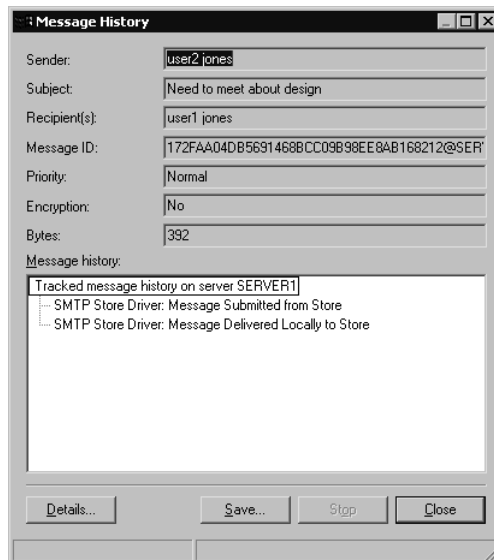 Message History
Sender: user2 jones
Subject: Need to meet about design
Recipient(s): user1 jones
Message ID: 172FAA04DB5691468BCC09B98EE8AB168212@SER
Priority: Normal
Encryption: No
Bytes: 392
Message history:
Tracked message history on server SERVER1
SMTP Store Driver: Message Submitted from Store
SMTP Store Driver: Message Delivered Locally to Store
Details... Save... Stop Close